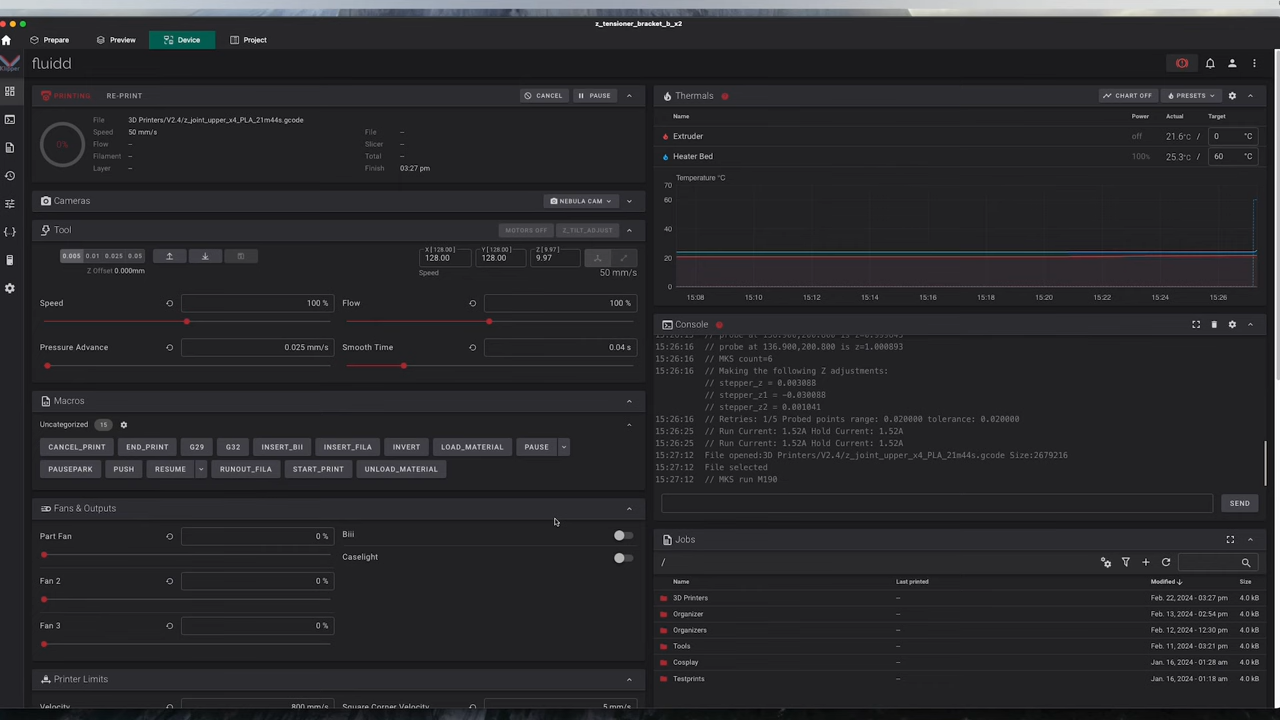 z_tensioner_bracket_b_x2
Prepare Preview Device Project
fluidd
PRINTING RE-PRINT CANCEL PAUSE
0%
File 3D Printers/V2.4/z_joint_upper_x4_PLA_21m44s.gcode
Speed 50 mm/s File --
Flow -- Slicer --
Filament -- Total --
Layer -- Finish 03:27 pm
Cameras NEBULA CAM
Tool MOTORS OFF Z_TILT_ADJUST
0.005 0.01 0.025 0.05
Z Offset 0.000mm
X [ 128.00 ] Y [ 128.00 ] Z [ 9.97 ]
128.00 128.00 9.97
Speed 50 mm/s
Speed 100 % Flow 100 %
Pressure Advance 0.025 mm/s Smooth Time 0.04 s
Macros
Uncategorized 15
CANCEL_PRINT END_PRINT G29 G32 INSERT_BII INSERT_FILA INVERT LOAD_MATERIAL PAUSE
PAUSEPARK PUSH RESUME RUNOUT_FILA START_PRINT UNLOAD_MATERIAL
Fans & Outputs
Part Fan 0 % Biii
Caselight
Fan 2 0 %
Fan 3 0 %
Printer Limits
Velocity 800 mm/s Square Corner Velocity 5 mm/s
Thermals CHART OFF PRESETS
Name Power Actual Target
Extruder off 21.6°C / 0 °C
Heater Bed 100% 25.3°C / 60 °C
Temperature °C
70
60
40
20
0
15:08 15:10 15:12 15:14 15:16 15:18 15:20 15:22 15:24 15:26
Console
// probe at 136.900,200.800 is z=1.000893
15:26:16 // MKS count=6
15:26:16 // Making the following Z adjustments:
// stepper_z = 0.003088
// stepper_z1 = -0.030088
// stepper_z2 = 0.001041
15:26:16 // Retries: 1/5 Probed points range: 0.020000 tolerance: 0.020000
15:26:25 // Run Current: 1.52A Hold Current: 1.52A
15:26:25 // Run Current: 1.52A Hold Current: 1.52A
15:27:12 File opened:3D Printers/V2.4/z_joint_upper_x4_PLA_21m44s.gcode Size:2679216
15:27:12 File selected
15:27:12 // MKS run M190
SEND
Jobs
/
Name Last printed Modified Size
3D Printers -- Feb. 22, 2024 - 03:27 pm 4.0 kB
Organizer -- Feb. 13, 2024 - 02:54 pm 4.0 kB
Organizers -- Feb. 12, 2024 - 12:30 pm 4.0 kB
Tools -- Feb. 11, 2024 - 03:21 pm 4.0 kB
Cosplay -- Jan. 16, 2024 - 01:28 am 4.0 kB
Testprints -- Jan. 16, 2024 - 01:18 am 4.0 kB